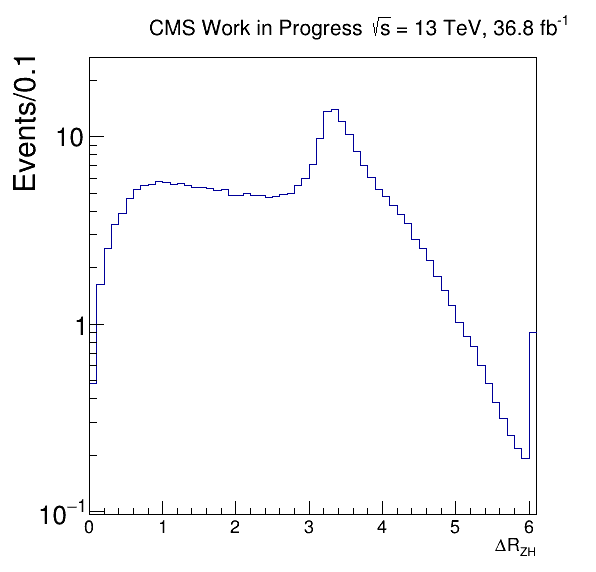 CMS Work in Progress √s = 13 TeV, 36.8 fb⁻¹
Events/0.1
10
1
10⁻¹
0 1 2 3 4 5 6
ΔR_ZH